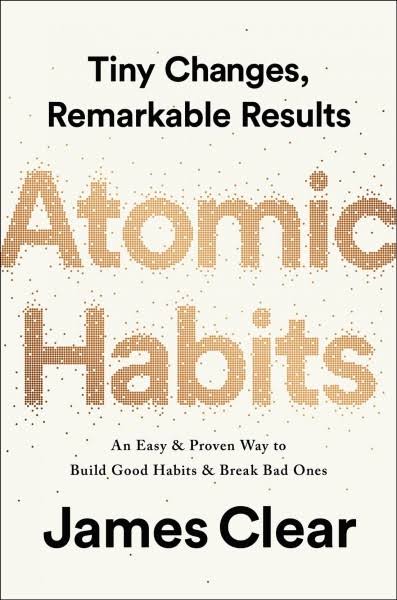 Tiny Changes,
Remarkable Results
Atomic
Habits
An Easy & Proven Way to
Build Good Habits & Break Bad Ones
James Clear